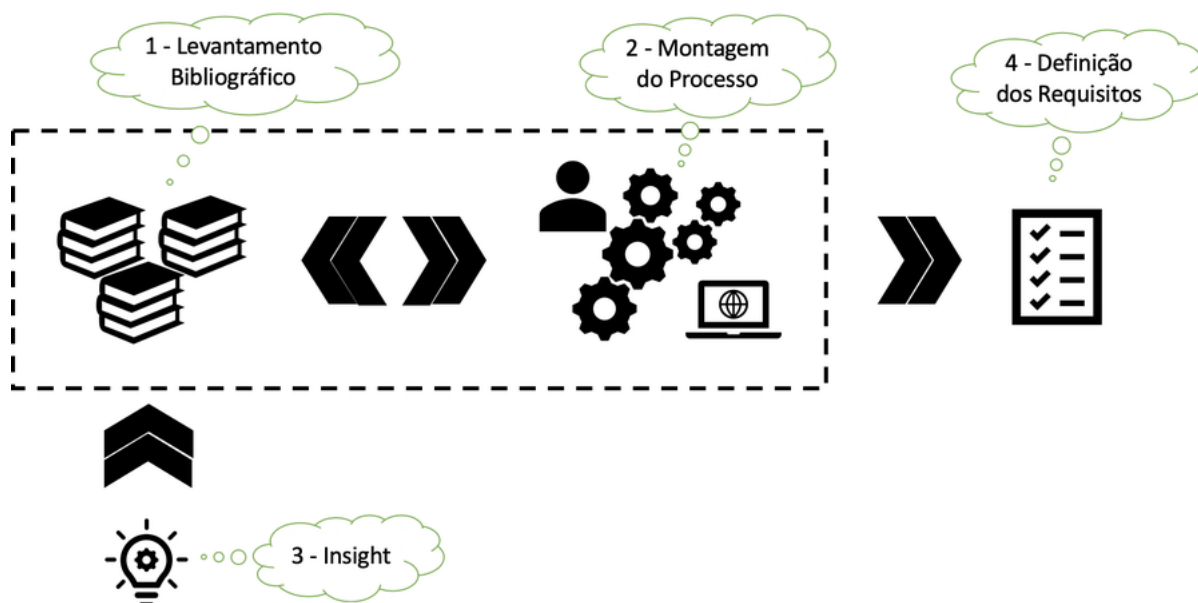 1 - Levantamento
Bibliográfico
2 - Montagem
do Processo
4 - Definição
dos Requisitos
3 - Insight